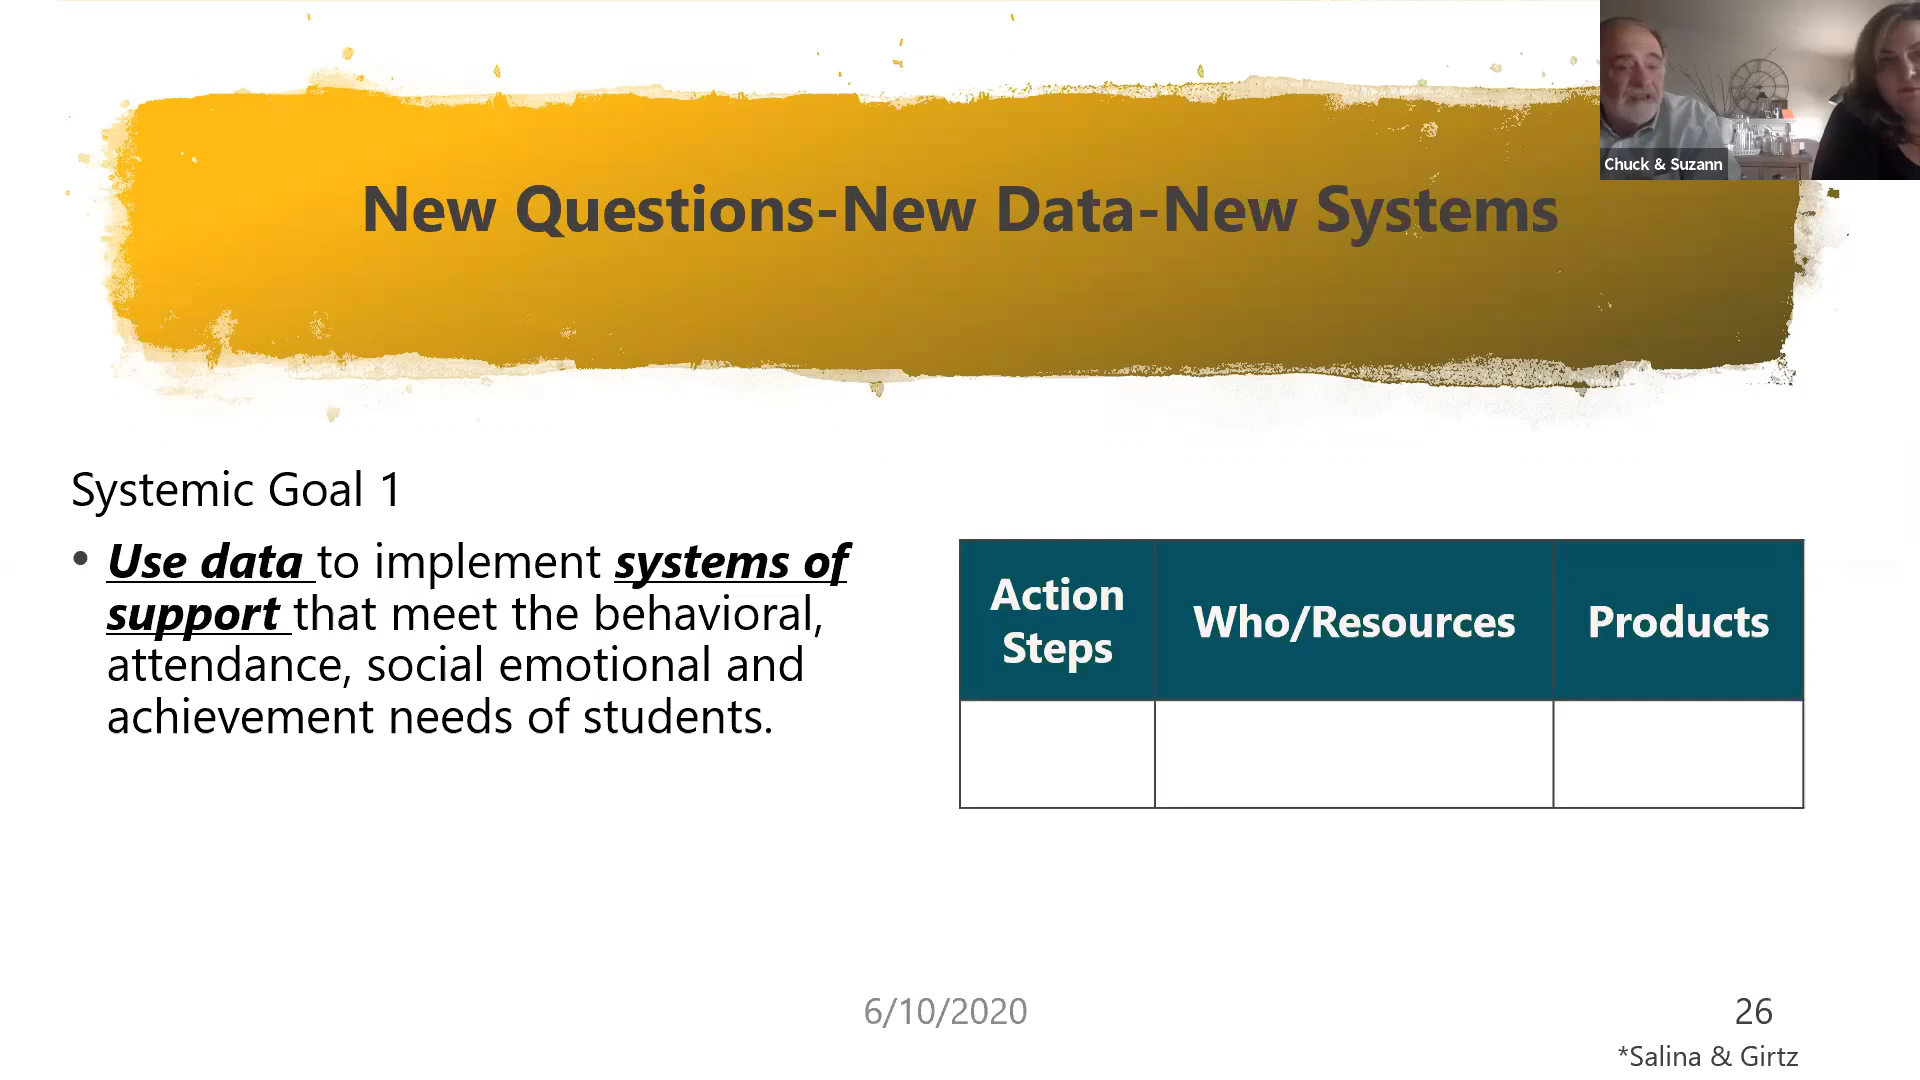 Chuck & Suzann
New Questions-New Data-New Systems
Systemic Goal 1
• Use data to implement systems of
support that meet the behavioral,
attendance, social emotional and
achievement needs of students.
Action
Steps
Who/Resources
Products
6/10/2020
26
*Salina & Girtz